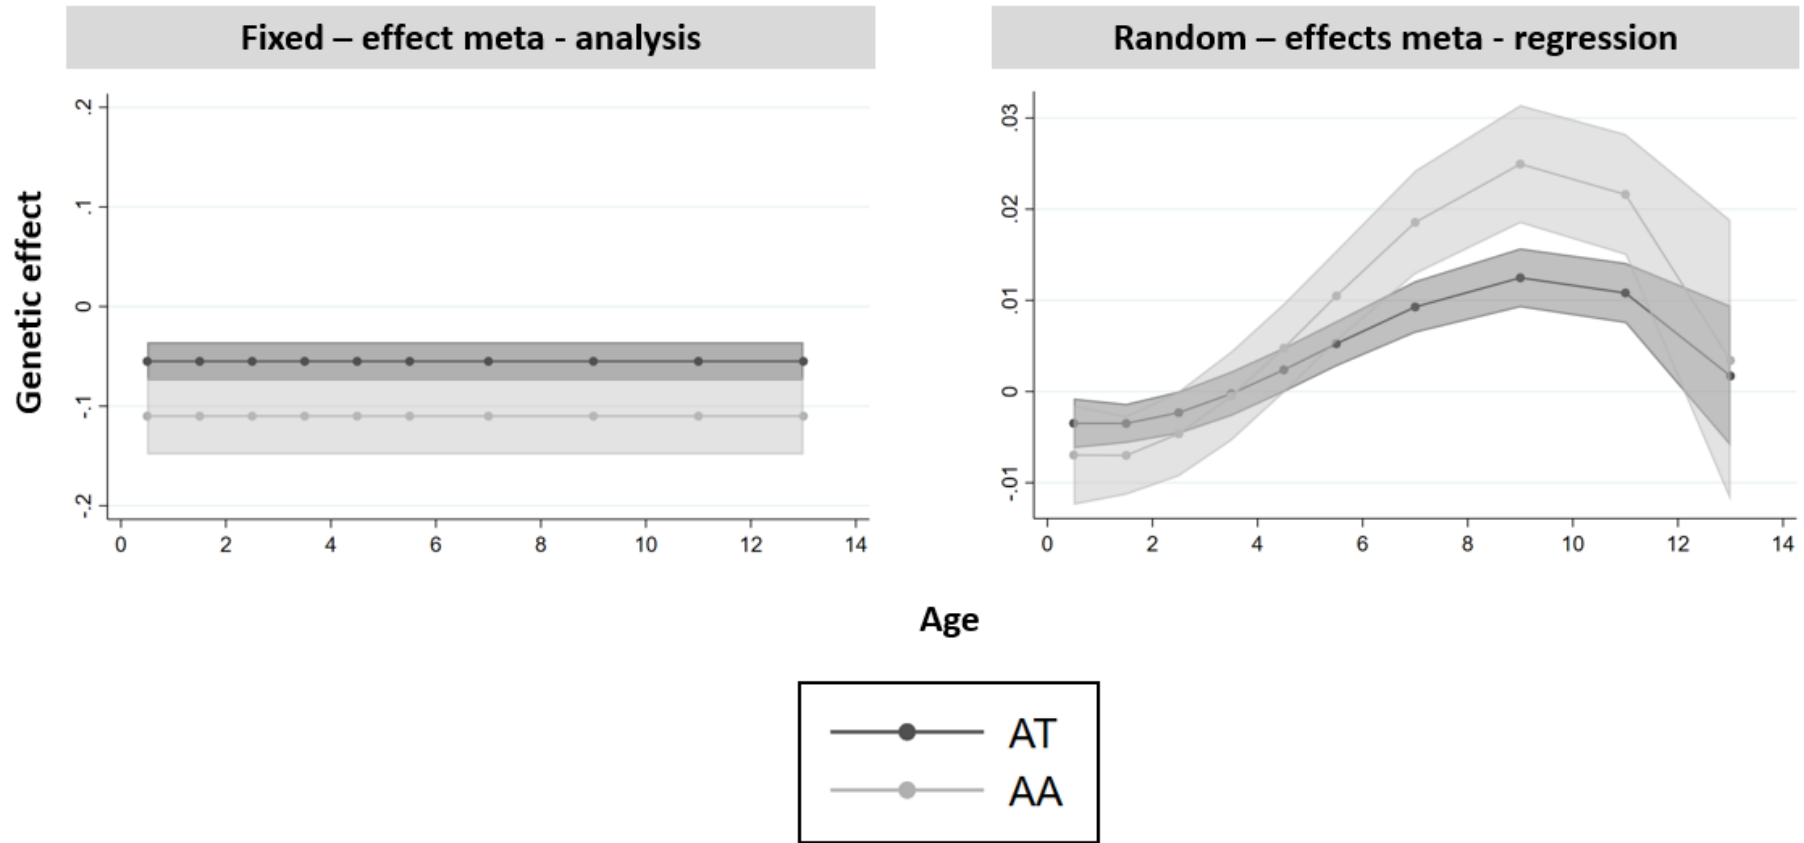 Fixed – effect meta - analysis
Random – effects meta - regression
Genetic effect
.2
.1
0
-.1
-.2
0 2 4 6 8 10 12 14
.03
.02
.01
0
-.01
0 2 4 6 8 10 12 14
Age
AT
AA